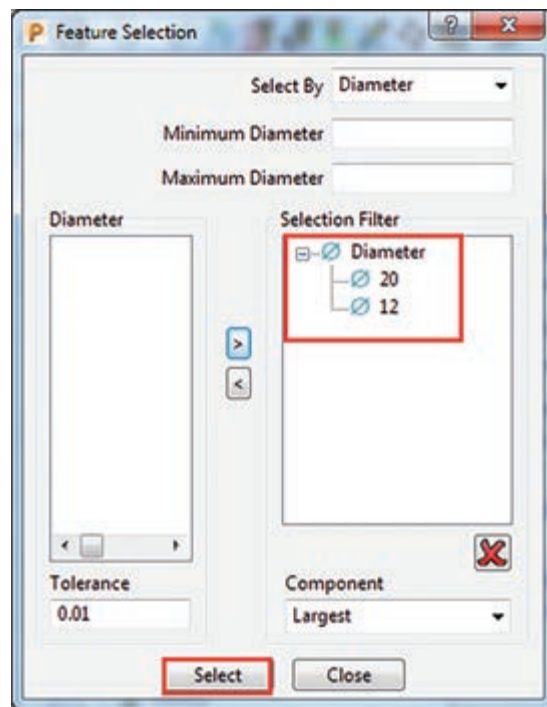 P Feature Selection ? X
Select By Diameter
Minimum Diameter
Maximum Diameter
Diameter Selection Filter
Diameter
20
12
>
<
Tolerance Component
0.01 Largest
Select Close